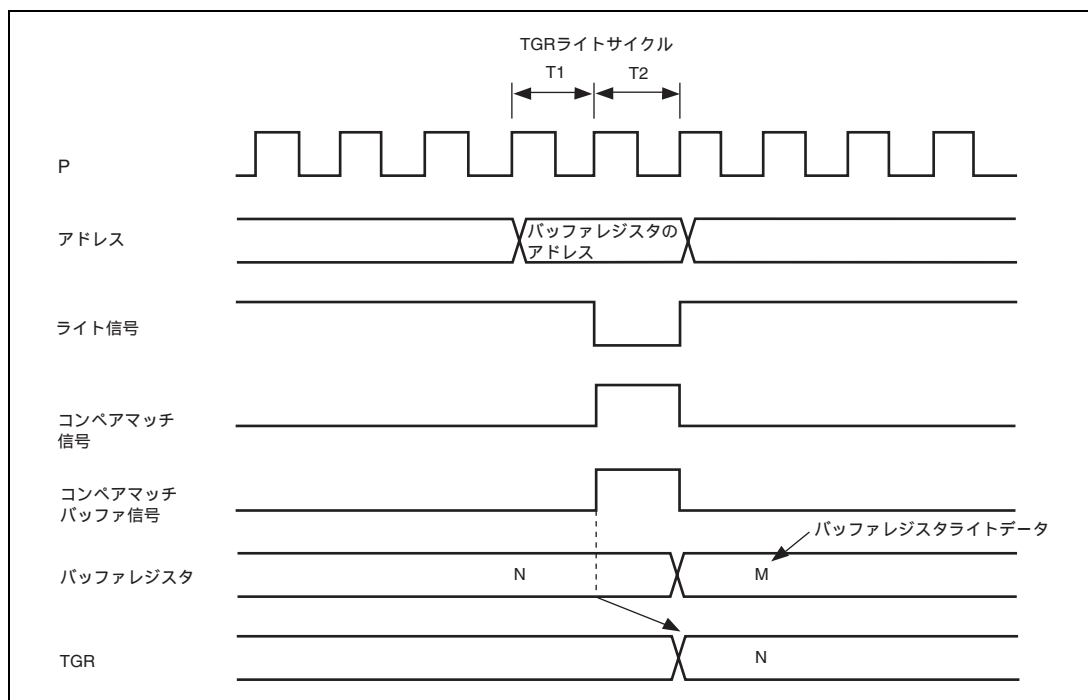 TGRライトサイクル
T1
T2
P
アドレス
バッファレジスタの
アドレス
ライト信号
コンペアマッチ
信号
コンペアマッチ
バッファ信号
バッファレジスタライトデータ
バッファレジスタ
N
M
TGR
N